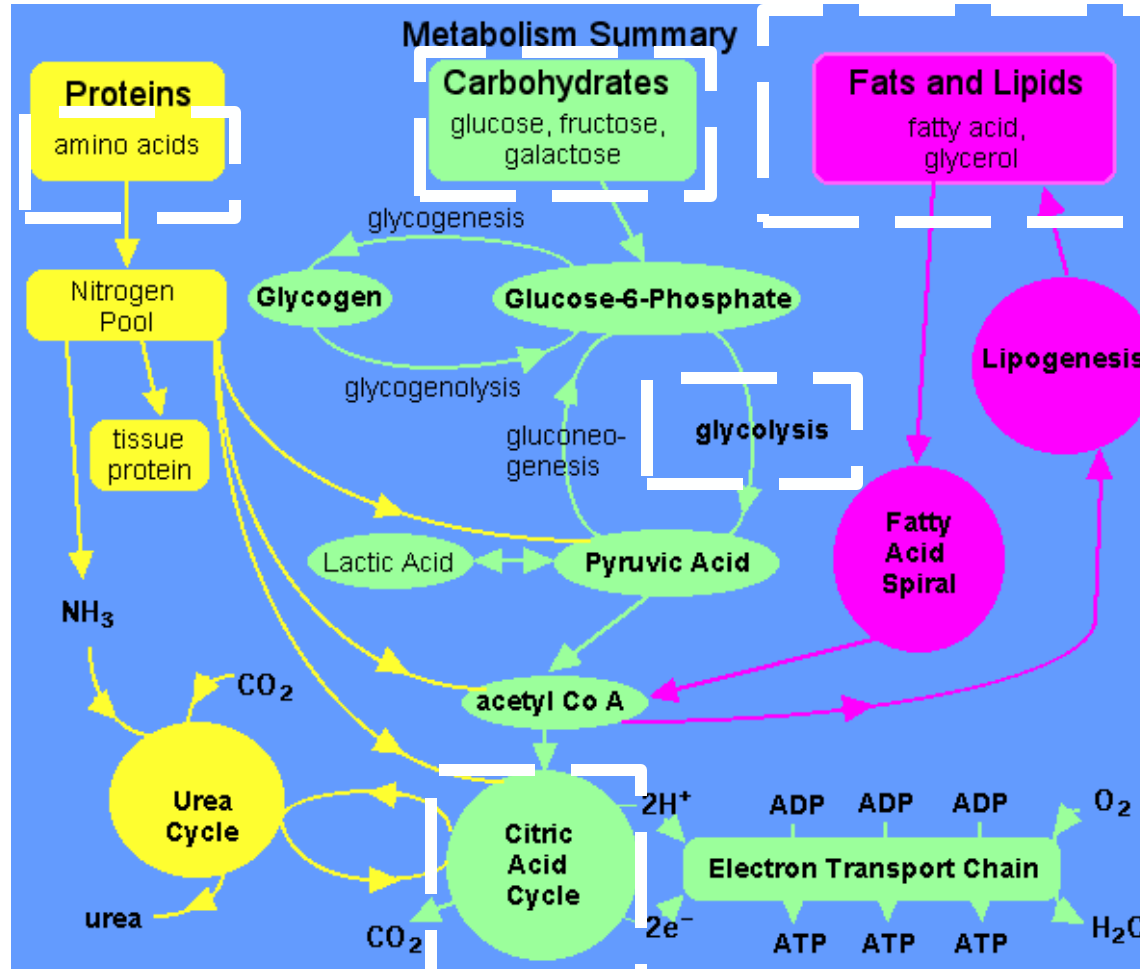 Metabolism Summary
Proteins
amino acids
Carbohydrates
glucose, fructose,
galactose
Fats and Lipids
fatty acid,
glycerol
glycogenesis
Nitrogen
Pool
Glycogen
Glucose-6-Phosphate
Lipogenesis
glycogenolysis
tissue
protein
gluconeo-
genesis
glycolysis
Lactic Acid
Pyruvic Acid
Fatty
Acid
Spiral
NH₃
CO₂
acetyl Co A
Urea
Cycle
urea
Citric
Acid
Cycle
CO₂
2H⁺
2e⁻
ADP ADP ADP
O₂
Electron Transport Chain
ATP ATP ATP
H₂O